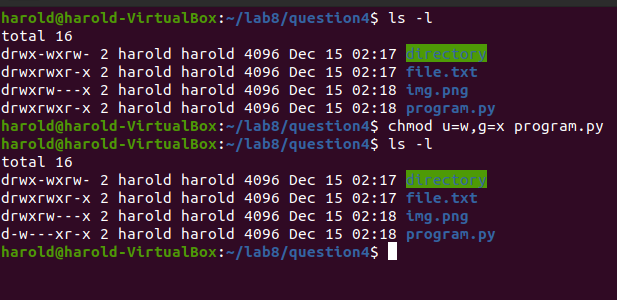 harold@harold-VirtualBox:~/lab8/question4$ ls -l
total 16
drwx-wxrw- 2 harold harold 4096 Dec 15 02:17 directory
drwxrwxr-x 2 harold harold 4096 Dec 15 02:17 file.txt
drwxrw---x 2 harold harold 4096 Dec 15 02:18 img.png
drwxrwxr-x 2 harold harold 4096 Dec 15 02:18 program.py
harold@harold-VirtualBox:~/lab8/question4$ chmod u=w,g=x program.py
harold@harold-VirtualBox:~/lab8/question4$ ls -l
total 16
drwx-wxrw- 2 harold harold 4096 Dec 15 02:17 directory
drwxrwxr-x 2 harold harold 4096 Dec 15 02:17 file.txt
drwxrw---x 2 harold harold 4096 Dec 15 02:18 img.png
d-w---xr-x 2 harold harold 4096 Dec 15 02:18 program.py
harold@harold-VirtualBox:~/lab8/question4$